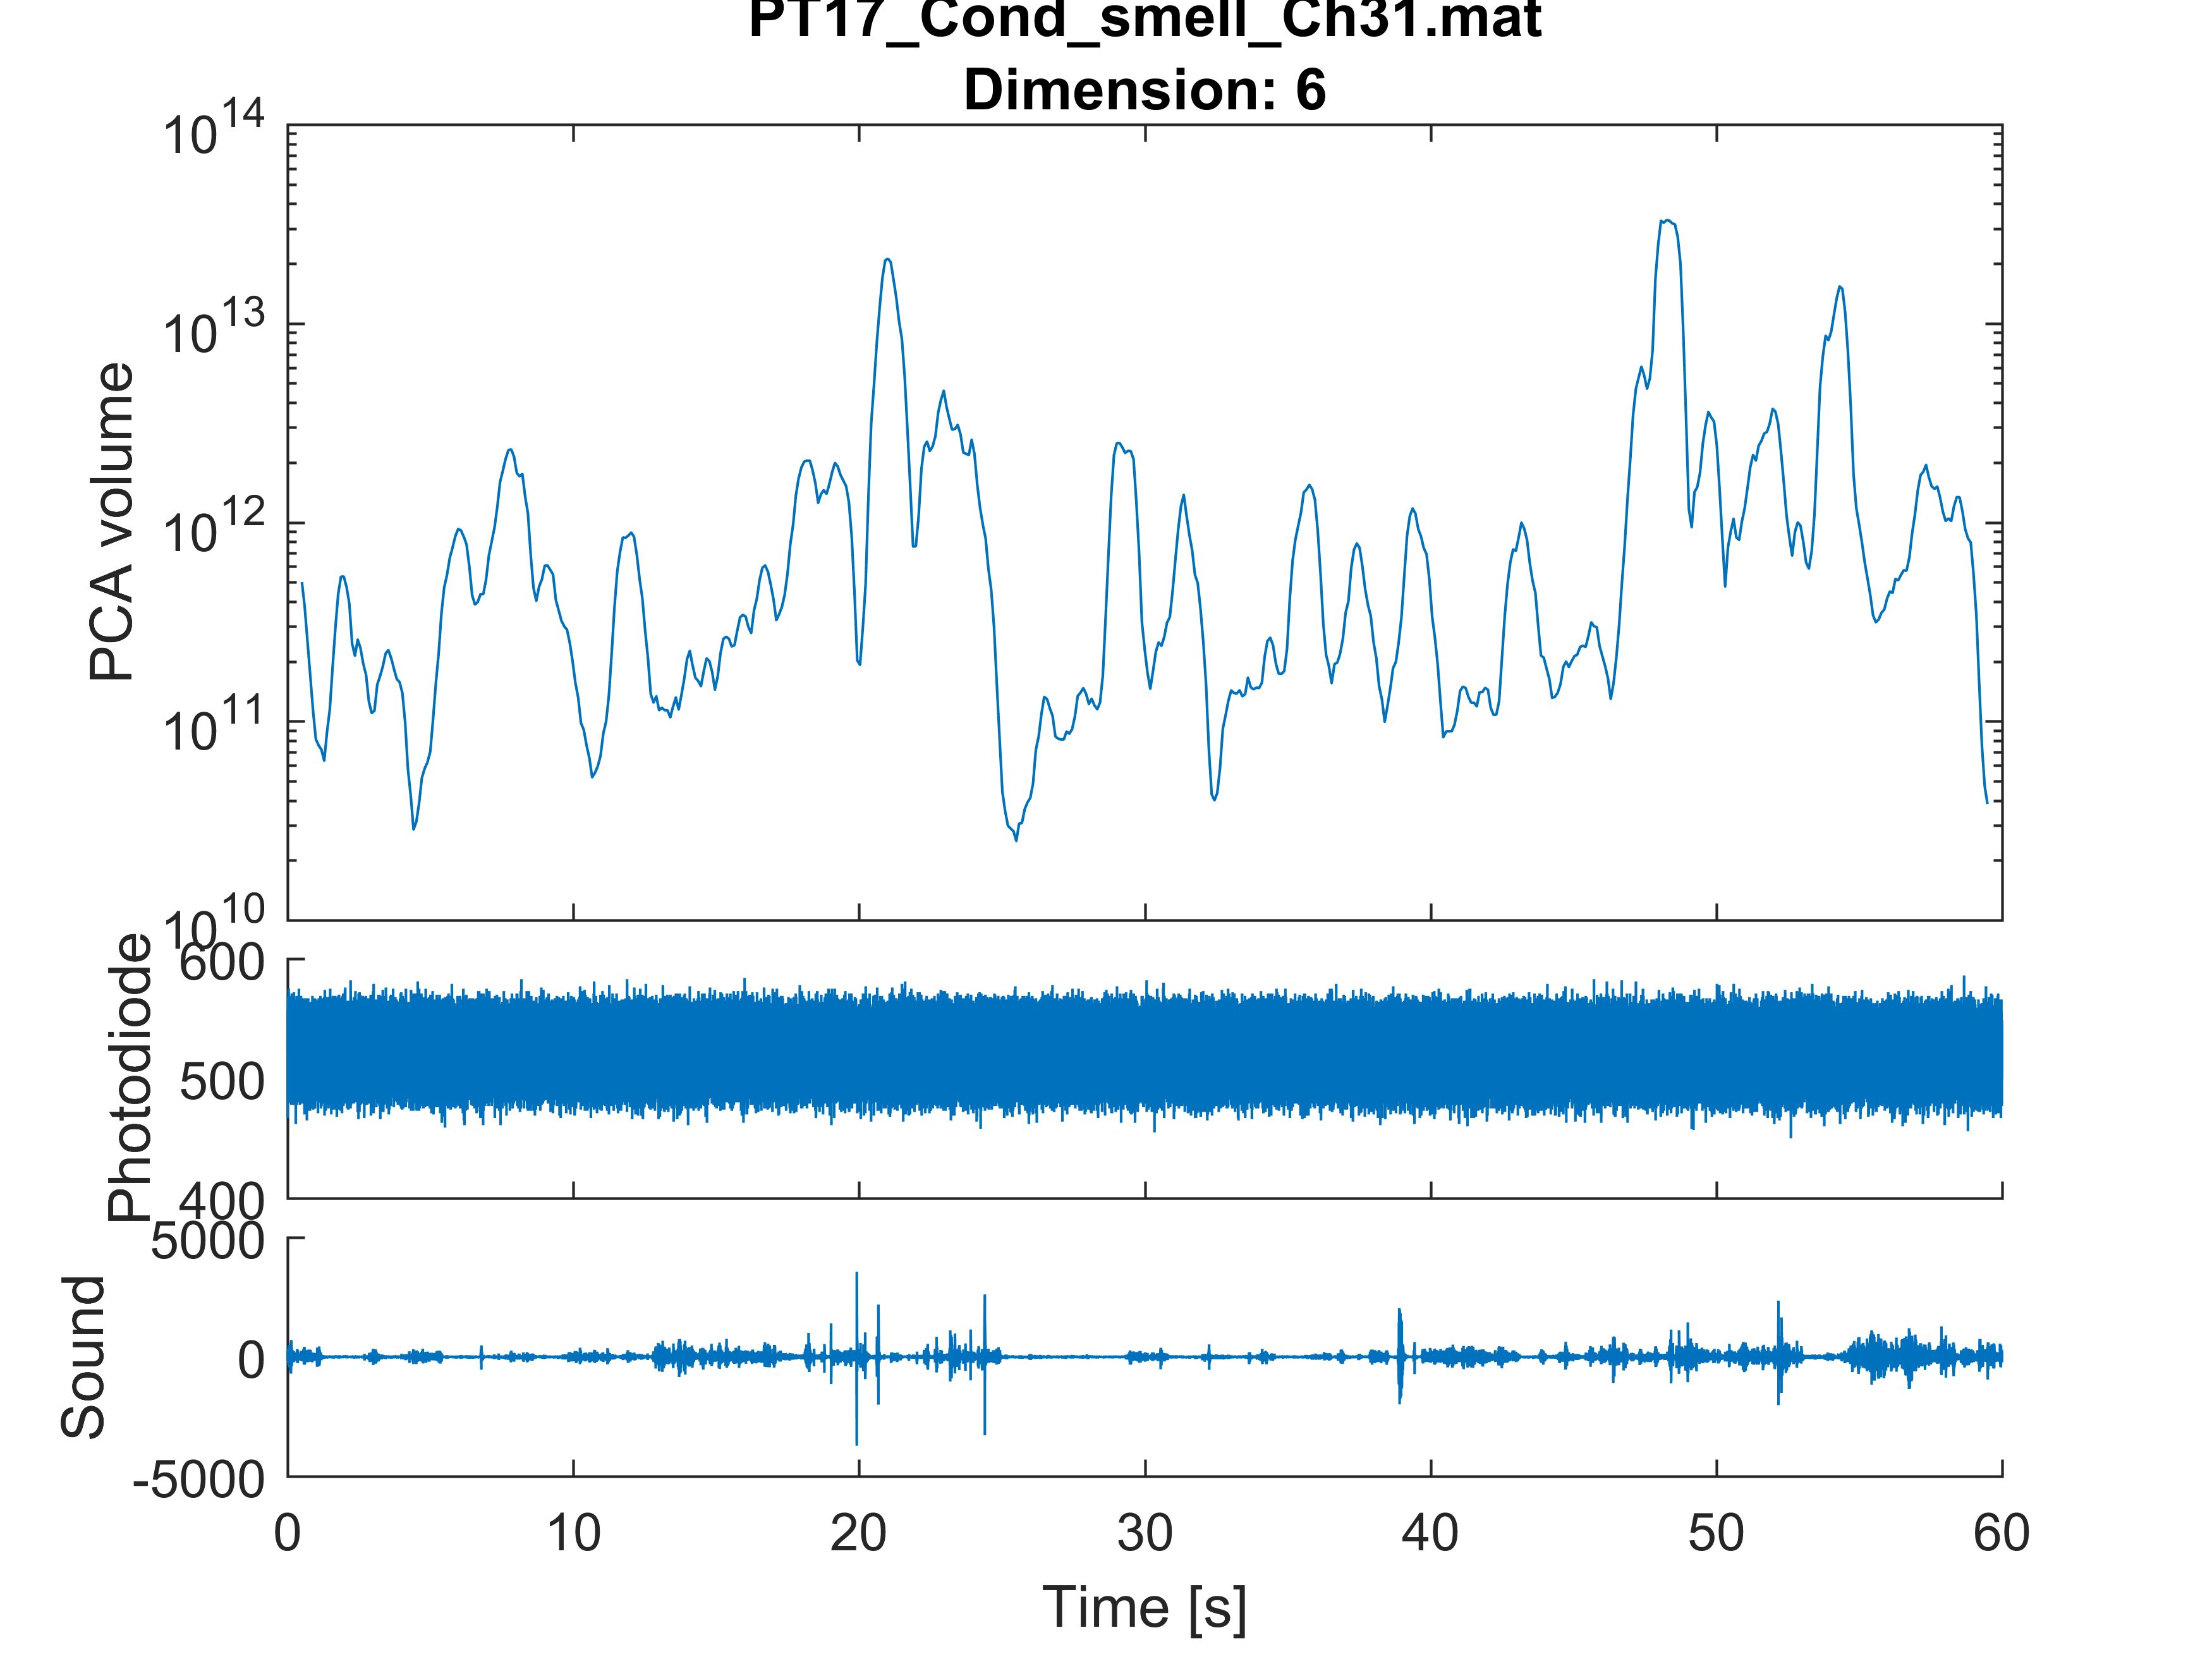 PT17_Cond_smell_Ch31.mat
Dimension: 6
PCA volume
10^14
10^13
10^12
10^11
10^10
Photodiode
600
500
400
Sound
5000
0
-5000
0 10 20 30 40 50 60
Time [s]